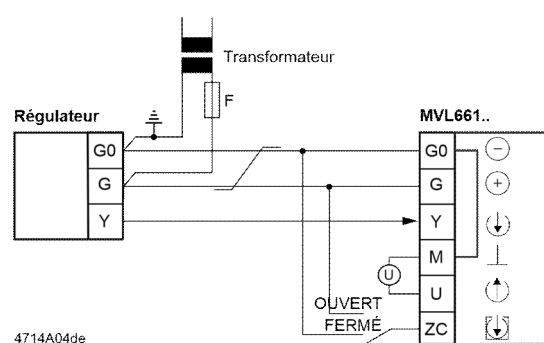 Transformateur
F
Régulateur
MVL661..
G0
G
Y
G0
G
Y
M
U
U
OUVERT
FERMÉ
ZC
4714A04de